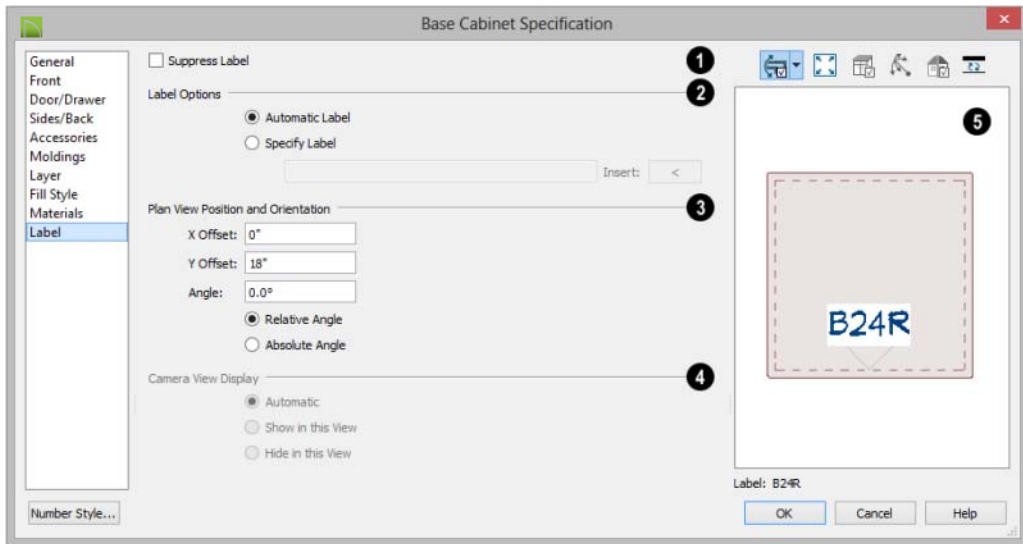 Base Cabinet Specification
General
Front
Door/Drawer
Sides/Back
Accessories
Moldings
Layer
Fill Style
Materials
Label
Number Style...
Suppress Label
1
Label Options
2
Automatic Label
Specify Label
Insert: <
Plan View Position and Orientation
3
X Offset: 0"
Y Offset: 18"
Angle: 0.0°
Relative Angle
Absolute Angle
Camera View Display
4
Automatic
Show in this View
Hide in this View
5
B24R
Label: B24R
OK Cancel Help